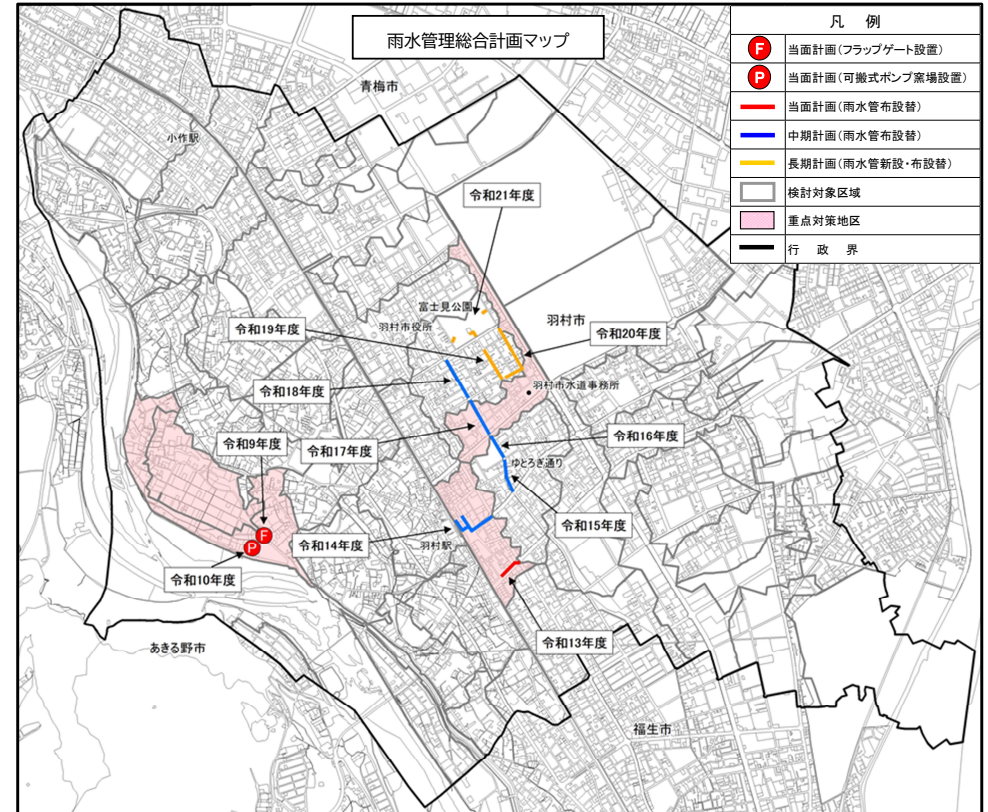 雨水管理総合計画マップ
凡 例
F
当面計画(フラップゲート設置)
P
当面計画(可搬式ポンプ窯場設置)
当面計画(雨水管布設替)
中期計画(雨水管布設替)
長期計画(雨水管新設・布設替)
検討対象区域
重点対策地区
行 政 界
青梅市
小作駅
令和21年度
富士見公園
羽村市
令和19年度
羽村市役所
令和20年度
羽村市水道事務所
令和18年度
令和9年度
令和17年度
令和16年度
ゆとろぎ通り
令和15年度
F
P
令和14年度
羽村駅
令和10年度
令和13年度
あきる野市
福生市